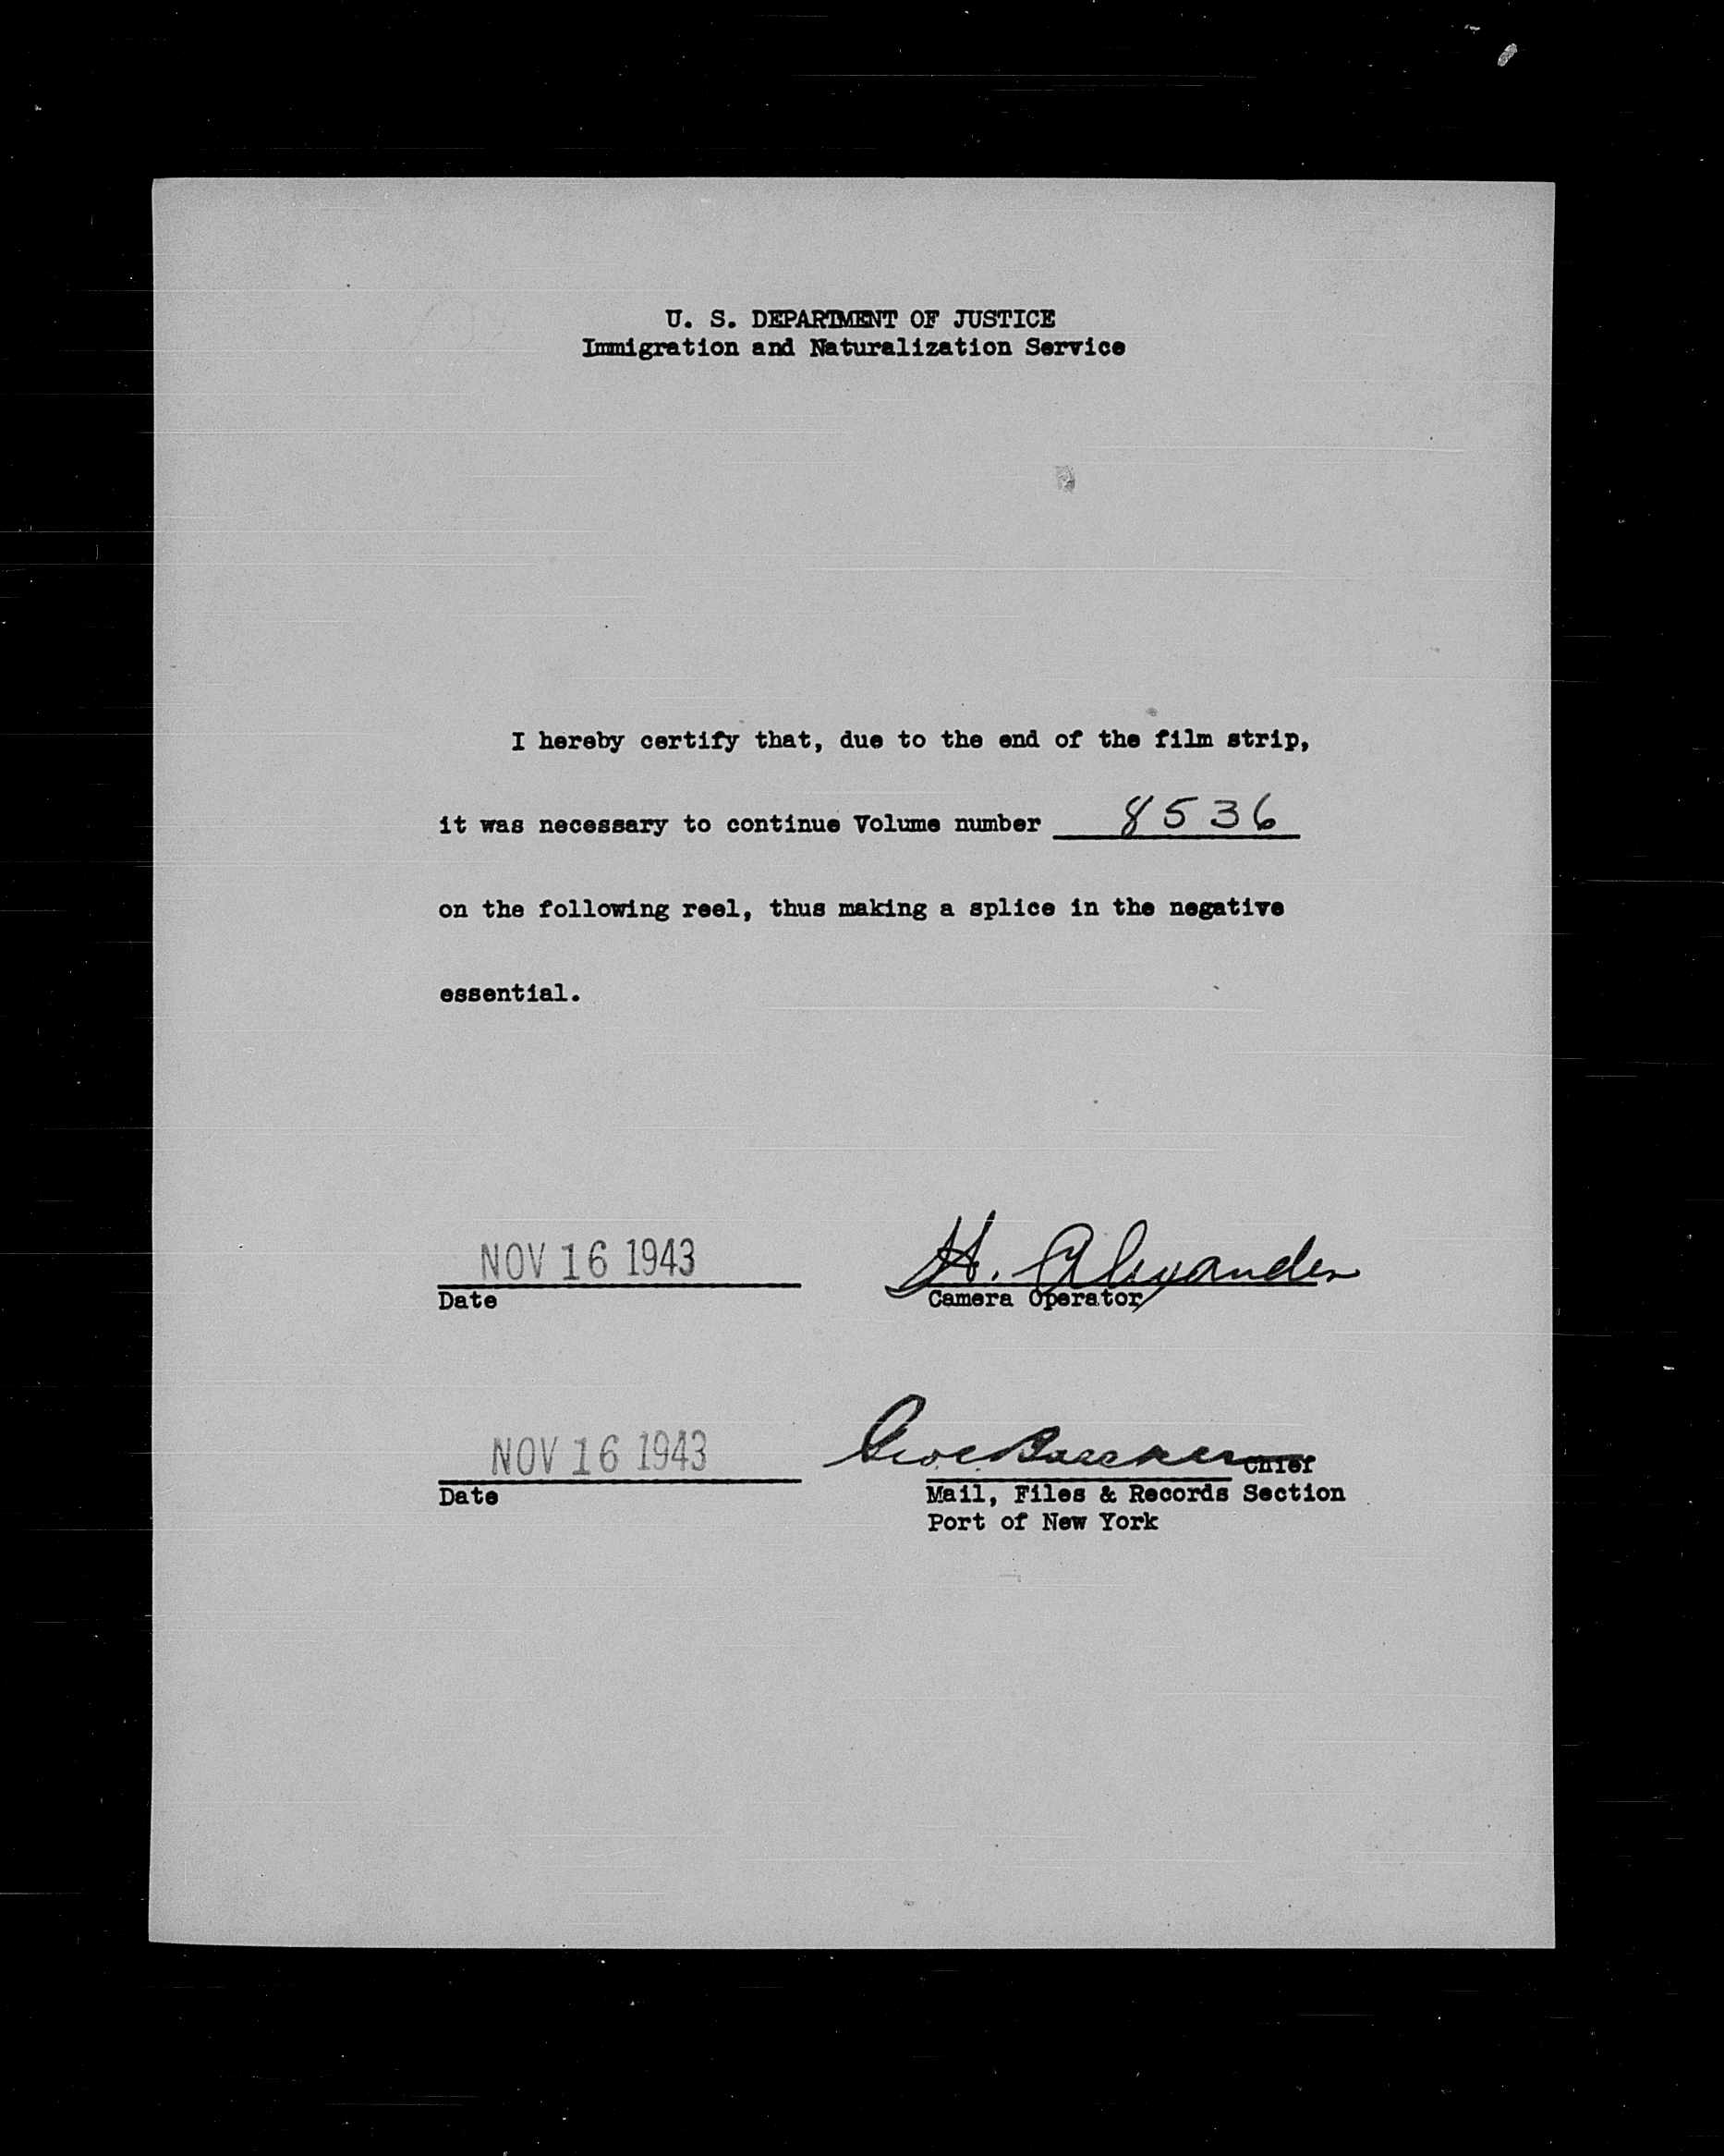 U. S. DEPARTMENT OF JUSTICE
Immigration and Naturalization Service
I hereby certify that, due to the end of the film strip,
it was necessary to continue Volume number 8536
on the following reel, thus making a splice in the negative
essential.
NOV 16 1943 H. Alexander
Date Camera Operator
NOV 16 1943 Chief
Date Mail, Files & Records Section
Port of New York